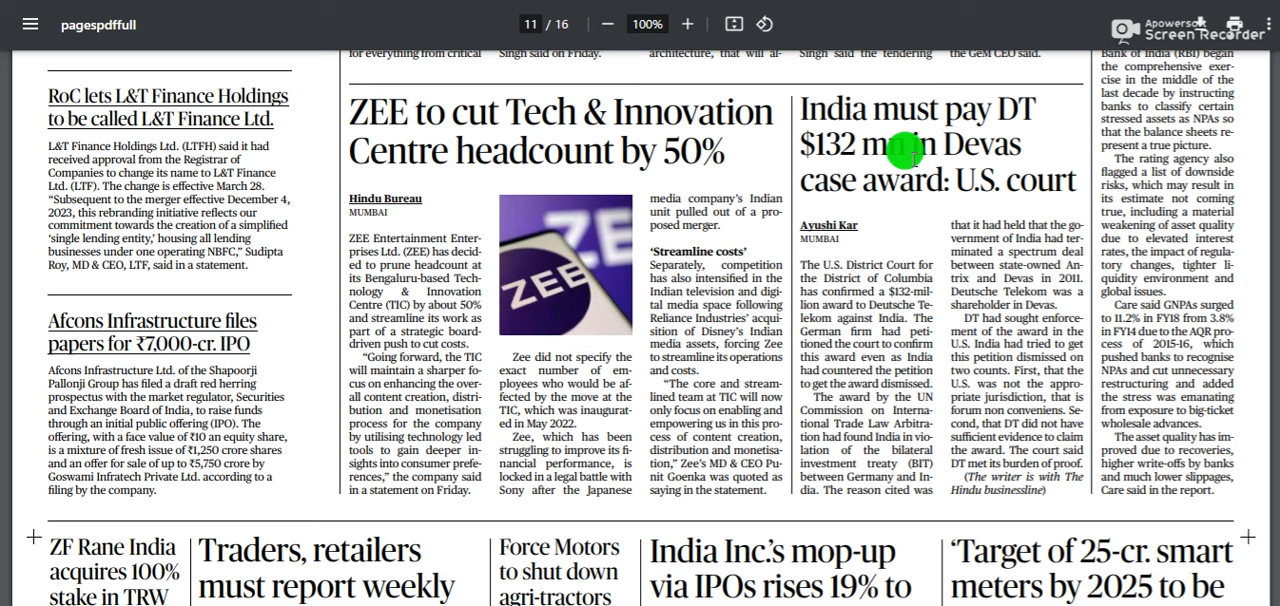 pagespdffull
11 / 16
100%
Apowersoft
Screen Recorder
for everything from critical
Singh said on Friday.
architecture, that will al-
Singh said the tendering
the GeM CEO said.
RoC lets L&T Finance Holdings
to be called L&T Finance Ltd.
L&T Finance Holdings Ltd. (LTFH) said it had
received approval from the Registrar of
Companies to change its name to L&T Finance
Ltd. (LTF). The change is effective March 28.
“Subsequent to the merger effective December 4,
2023, this rebranding initiative reflects our
commitment towards the creation of a simplified
‘single lending entity,’ housing all lending
businesses under one operating NBFC,” Sudipta
Roy, MD & CEO, LTF, said in a statement.
Afcons Infrastructure files
papers for ₹7,000-cr. IPO
Afcons Infrastructure Ltd. of the Shapoorji
Pallonji Group has filed a draft red herring
prospectus with the market regulator, Securities
and Exchange Board of India, to raise funds
through an initial public offering (IPO). The
offering, with a face value of ₹10 an equity share,
is a mixture of fresh issue of ₹1,250 crore shares
and an offer for sale of up to ₹5,750 crore by
Goswami Infratech Private Ltd. according to a
filing by the company.
ZEE to cut Tech & Innovation
Centre headcount by 50%
Hindu Bureau
MUMBAI
ZEE Entertainment Enter-
prises Ltd. (ZEE) has decid-
ed to prune headcount at
its Bengaluru-based Tech-
nology & Innovation
Centre (TIC) by about 50%
and streamline its work as
part of a strategic board-
driven push to cut costs.
“Going forward, the TIC
will maintain a sharper fo-
cus on enhancing the over-
all content creation, distri-
bution and monetisation
process for the company
by utilising technology led
tools to gain deeper in-
sights into consumer prefe-
rences,” the company said
in a statement on Friday.
ZEE
ZEE
Zee did not specify the
exact number of em-
ployees who would be af-
fected by the move at the
TIC, which was inaugurat-
ed in May 2022.
Zee, which has been
struggling to improve its fi-
nancial performance, is
locked in a legal battle with
Sony after the Japanese
media company’s Indian
unit pulled out of a pro-
posed merger.
‘Streamline costs’
Separately, competition
has also intensified in the
Indian television and digi-
tal media space following
Reliance Industries’ acqui-
sition of Disney’s Indian
media assets, forcing Zee
to streamline its operations
and costs.
“The core and stream-
lined team at TIC will now
only focus on enabling and
empowering us in this pro-
cess of content creation,
distribution and monetisa-
tion,” Zee’s MD & CEO Pu-
nit Goenka was quoted as
saying in the statement.
India must pay DT
$132 mn in Devas
case award: U.S. court
Ayushi Kar
MUMBAI
The U.S. District Court for
the District of Columbia
has confirmed a $132-mil-
lion award to Deutsche Te-
lekom against India. The
German firm had peti-
tioned the court to confirm
this award even as India
had countered the petition
to get the award dismissed.
The award by the UN
Commission on Interna-
tional Trade Law Arbitra-
tion had found India in vio-
lation of the bilateral
investment treaty (BIT)
between Germany and In-
dia. The reason cited was
that it had held that the go-
vernment of India had ter-
minated a spectrum deal
between state-owned An-
trix and Devas in 2011.
Deutsche Telekom was a
shareholder in Devas.
DT had sought enforce-
ment of the award in the
U.S. India had tried to get
this petition dismissed on
two counts. First, that the
U.S. was not the appro-
priate jurisdiction, that is
forum non conveniens. Se-
cond, that DT did not have
sufficient evidence to claim
the award. The court said
DT met its burden of proof.
(The writer is with The
Hindu businessline)
Bank of India (RBI) began
the comprehensive exer-
cise in the middle of the
last decade by instructing
banks to classify certain
stressed assets as NPAs so
that the balance sheets re-
present a true picture.
The rating agency also
flagged a list of downside
risks, which may result in
its estimate not coming
true, including a material
weakening of asset quality
due to elevated interest
rates, the impact of regula-
tory changes, tighter li-
quidity environment and
global issues.
Care said GNPAs surged
to 11.2% in FY18 from 3.8%
in FY14 due to the AQR pro-
cess of 2015-16, which
pushed banks to recognise
NPAs and cut unnecessary
restructuring and added
the stress was emanating
from exposure to big-ticket
wholesale advances.
The asset quality has im-
proved due to recoveries,
higher write-offs by banks
and much lower slippages,
Care said in the report.
ZF Rane India
acquires 100%
stake in TRW
Traders, retailers
must report weekly
Force Motors
to shut down
agri-tractors
India Inc.’s mop-up
via IPOs rises 19% to
‘Target of 25-cr. smart
meters by 2025 to be